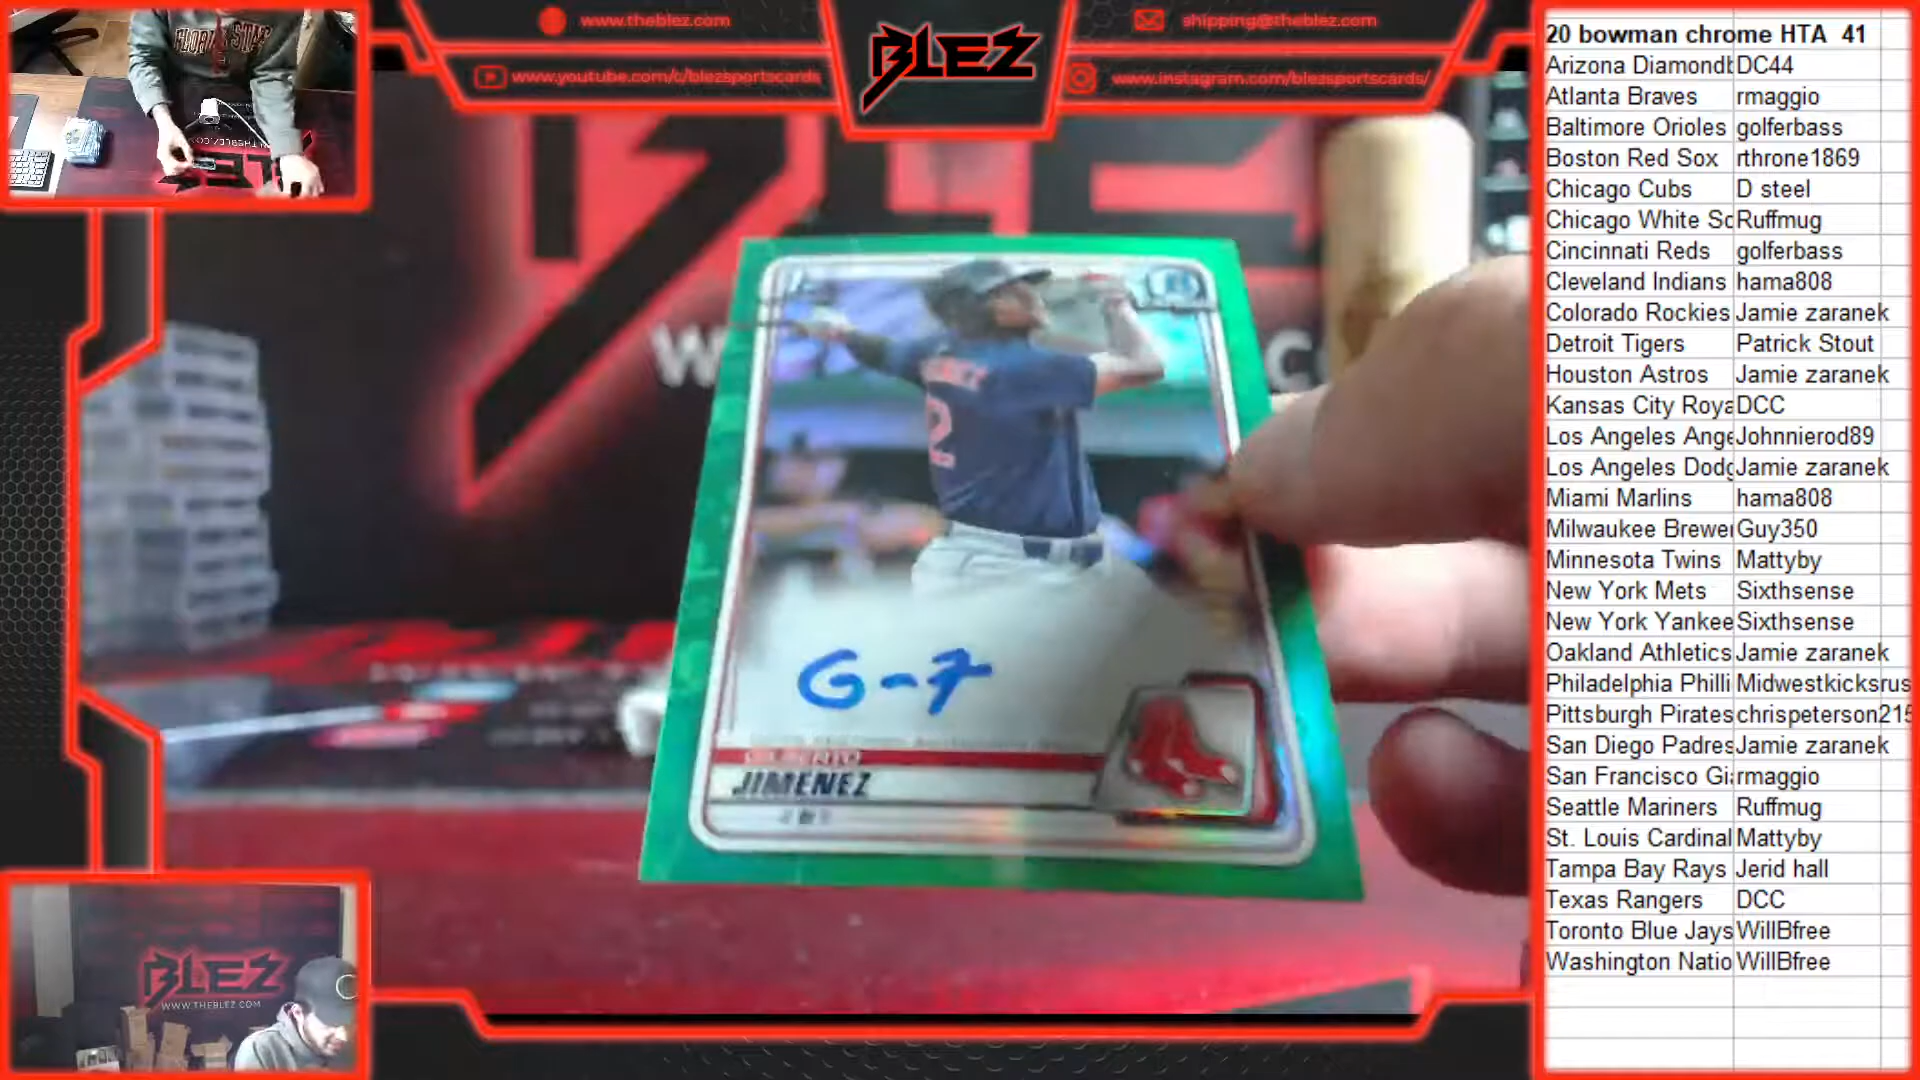 www.theblez.com
BLEZ
shipping@theblez.com
www.youtube.com/c/blezsportscards
www.instagram.com/blezsportscards/
FLORIDA STATE
BLEZ
G-7
JIMENEZ
BLEZ
WWW.THEBLEZ.COM
20 bowman chrome HTA 41
Arizona Diamondb DC44
Atlanta Braves rmaggio
Baltimore Orioles golferbass
Boston Red Sox rthrone1869
Chicago Cubs D steel
Chicago White So Ruffmug
Cincinnati Reds golferbass
Cleveland Indians hama808
Colorado Rockies Jamie zaranek
Detroit Tigers Patrick Stout
Houston Astros Jamie zaranek
Kansas City Roya DCC
Los Angeles Ange Johnnierod89
Los Angeles Dodg Jamie zaranek
Miami Marlins hama808
Milwaukee Brewer Guy350
Minnesota Twins Mattyby
New York Mets Sixthsense
New York Yankee Sixthsense
Oakland Athletics Jamie zaranek
Philadelphia Philli Midwestkicksrus
Pittsburgh Pirates chrispeterson215
San Diego Padres Jamie zaranek
San Francisco Gi rmaggio
Seattle Mariners Ruffmug
St. Louis Cardinal Mattyby
Tampa Bay Rays Jerid hall
Texas Rangers DCC
Toronto Blue Jays WillBfree
Washington Natio WillBfree